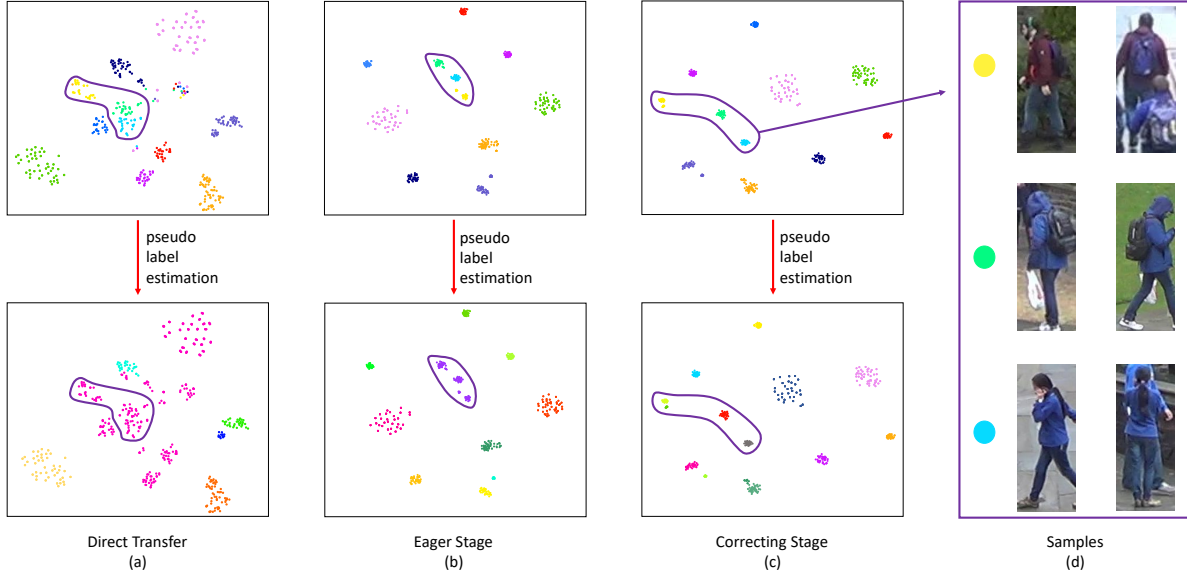 pseudo
label
estimation
pseudo
label
estimation
pseudo
label
estimation
Direct Transfer
(a)
Eager Stage
(b)
Correcting Stage
(c)
Samples
(d)